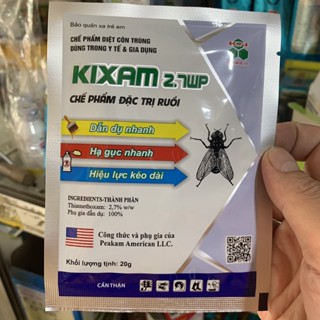 Bảo quản xa trẻ em
CHẾ PHẨM DIỆT CÔN TRÙNG
DÙNG TRONG Y TẾ & GIA DỤNG
KIXAM 2.7WP
CHẾ PHẨM ĐẶC TRỊ RUỒI
Dẫn dụ nhanh
Hạ gục nhanh
Hiệu lực kéo dài
INGREDIENTS-THÀNH PHẦN
Thiamethoxam: 2,7% w/w
Phụ gia dẫn dụ: 100%
Công thức và phụ gia của
Peakam American LLC.
Khối lượng tịnh: 20g
CẨN THẬN